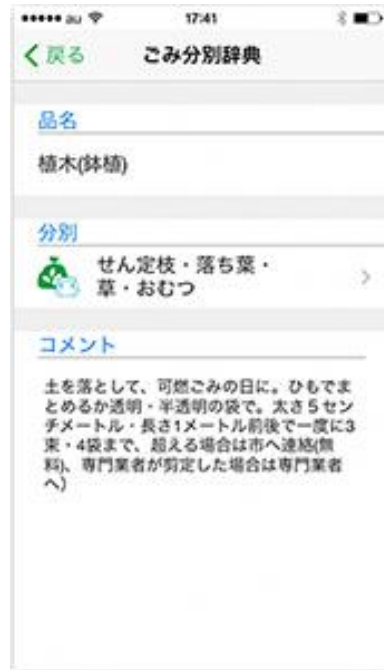 au 17:41
戻る ごみ分別辞典
品名
植木(鉢植)
分別
せん定枝・落ち葉・
草・おむつ
コメント
土を落として、可燃ごみの日に。ひもでま
とめるか透明・半透明の袋で。太さ5セン
チメートル・長さ1メートル前後で一度に3
束・4袋まで、超える場合は市へ連絡(無
料)、専門業者が剪定した場合は専門業者
へ)